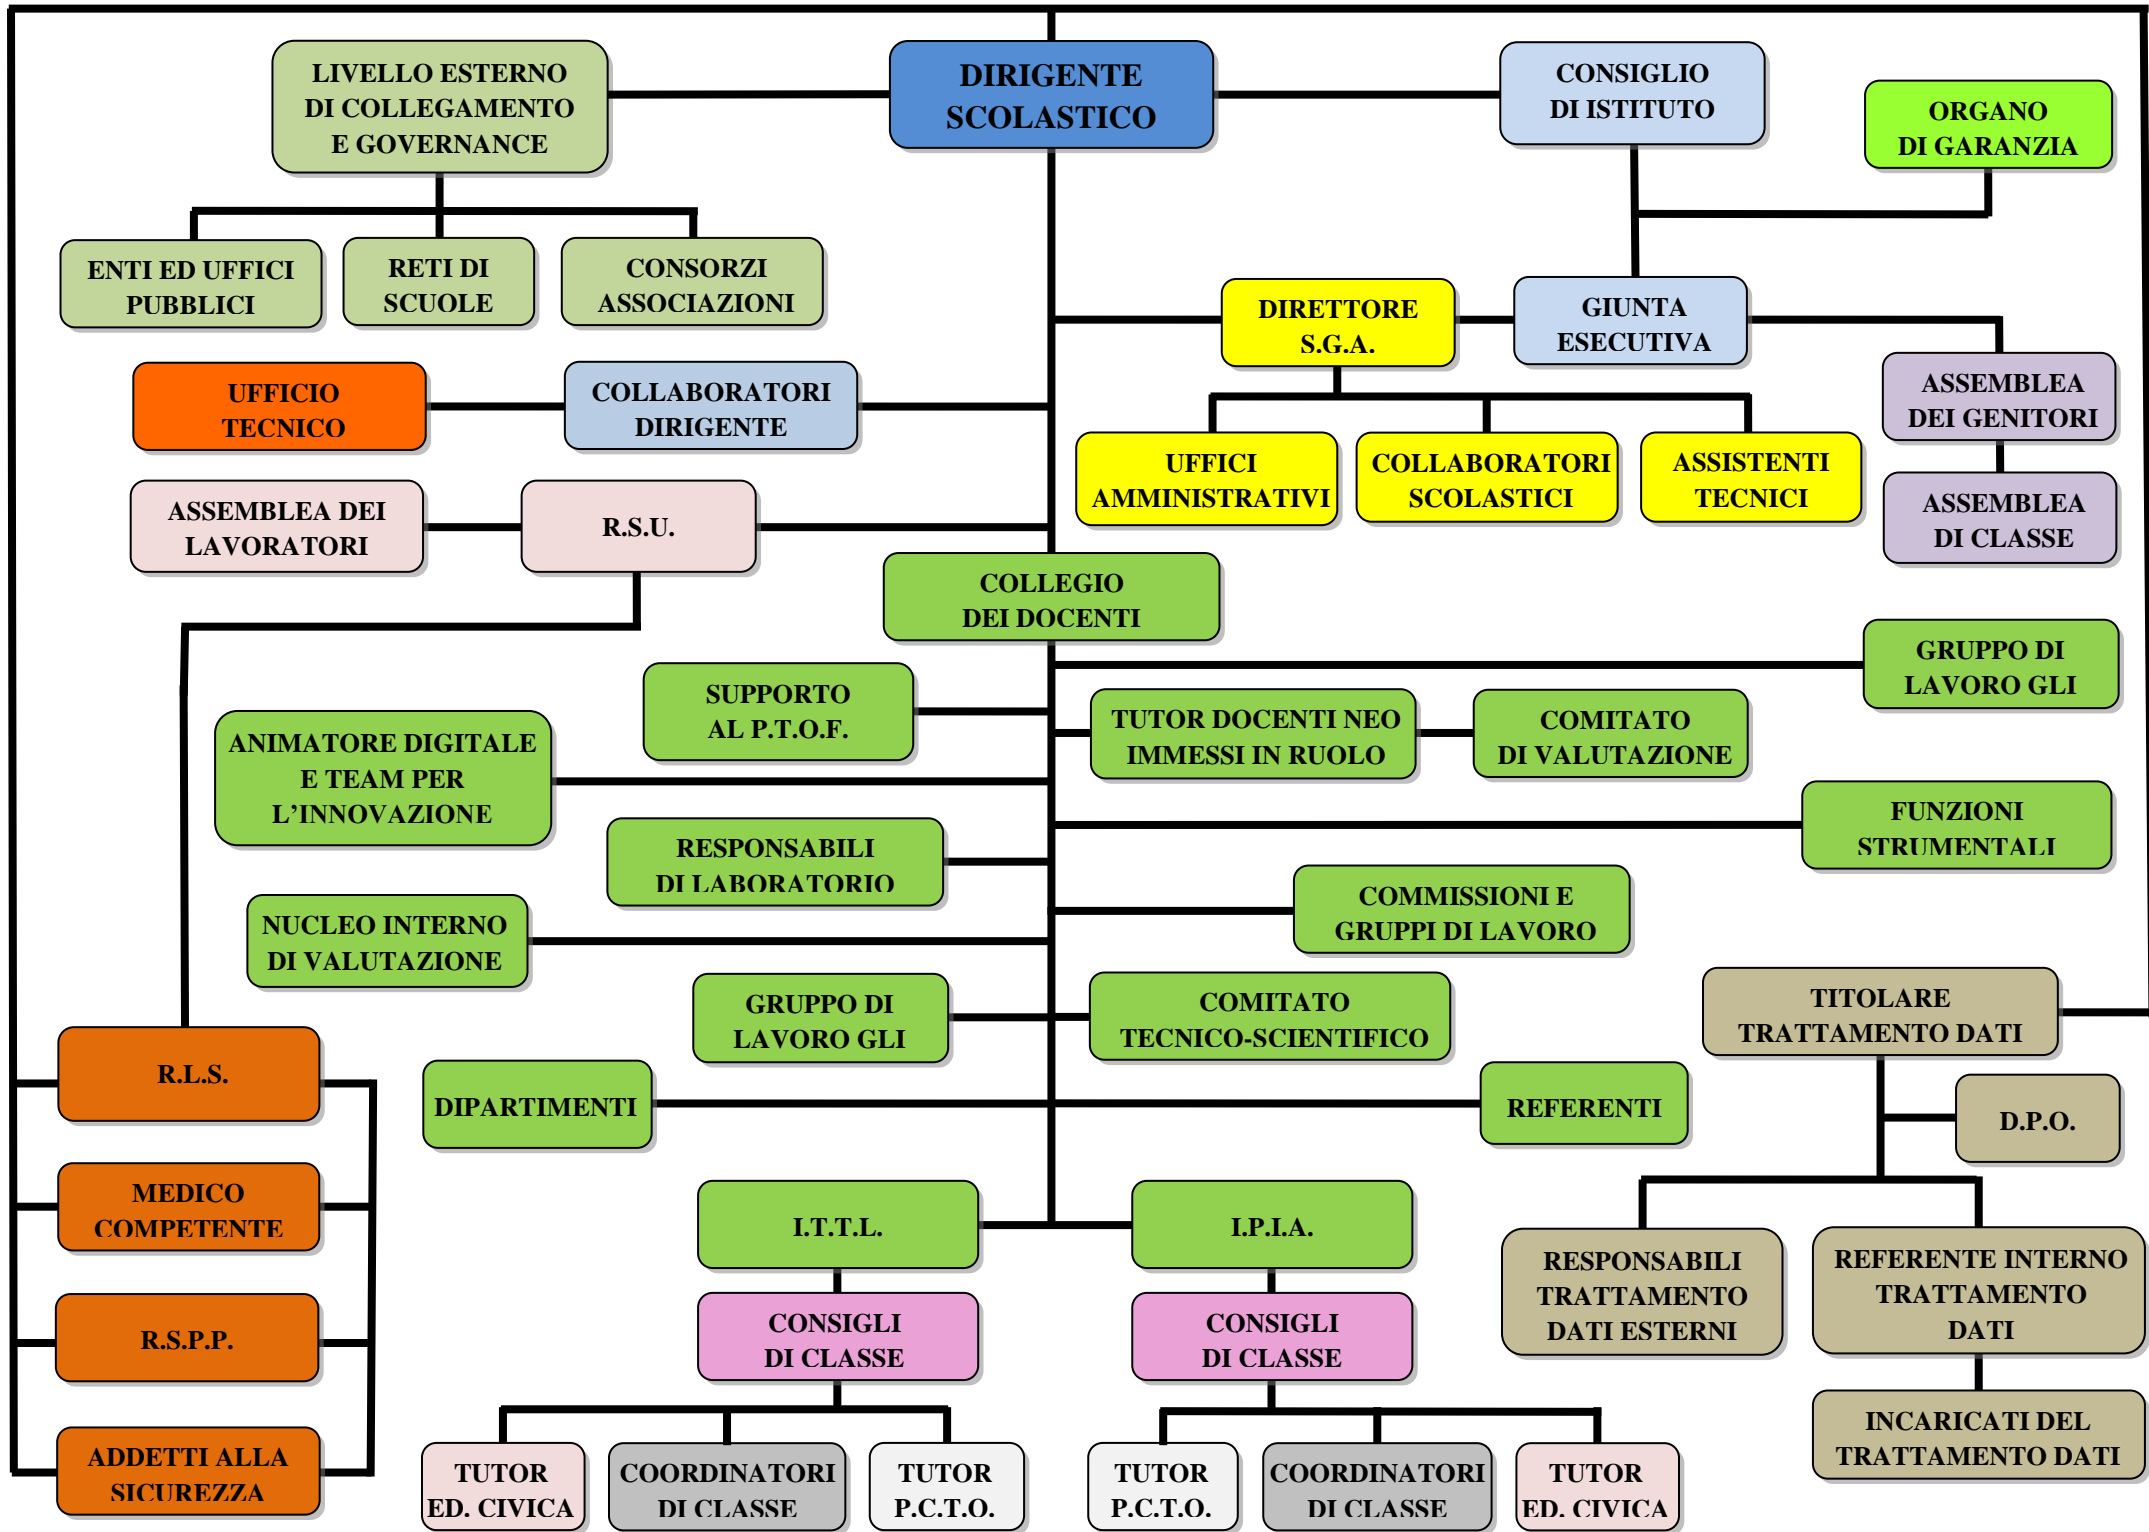 LIVELLO ESTERNO
DI COLLEGAMENTO
E GOVERNANCE
DIRIGENTE
SCOLASTICO
CONSIGLIO
DI ISTITUTO
ORGANO
DI GARANZIA
ENTI ED UFFICI
PUBBLICI
RETI DI
SCUOLE
CONSORZI
ASSOCIAZIONI
DIRETTORE
S.G.A.
GIUNTA
ESECUTIVA
UFFICIO
TECNICO
COLLABORATORI
DIRIGENTE
ASSEMBLEA
DEI GENITORI
UFFICI
AMMINISTRATIVI
COLLABORATORI
SCOLASTICI
ASSISTENTI
TECNICI
ASSEMBLEA
DI CLASSE
ASSEMBLEA DEI
LAVORATORI
R.S.U.
COLLEGIO
DEI DOCENTI
GRUPPO DI
LAVORO GLI
SUPPORTO
AL P.T.O.F.
TUTOR DOCENTI NEO
IMMESSI IN RUOLO
COMITATO
DI VALUTAZIONE
ANIMATORE DIGITALE
E TEAM PER
L’INNOVAZIONE
FUNZIONI
STRUMENTALI
RESPONSABILI
DI LABORATORIO
COMMISSIONI E
GRUPPI DI LAVORO
NUCLEO INTERNO
DI VALUTAZIONE
GRUPPO DI
LAVORO GLI
COMITATO
TECNICO-SCIENTIFICO
TITOLARE
TRATTAMENTO DATI
R.L.S.
DIPARTIMENTI
REFERENTI
D.P.O.
MEDICO
COMPETENTE
I.T.T.L.
I.P.I.A.
RESPONSABILI
TRATTAMENTO
DATI ESTERNI
REFERENTE INTERNO
TRATTAMENTO
DATI
R.S.P.P.
CONSIGLI
DI CLASSE
CONSIGLI
DI CLASSE
INCARICATI DEL
TRATTAMENTO DATI
ADDETTI ALLA
SICUREZZA
TUTOR
ED. CIVICA
COORDINATORI
DI CLASSE
TUTOR
P.C.T.O.
TUTOR
P.C.T.O.
COORDINATORI
DI CLASSE
TUTOR
ED. CIVICA